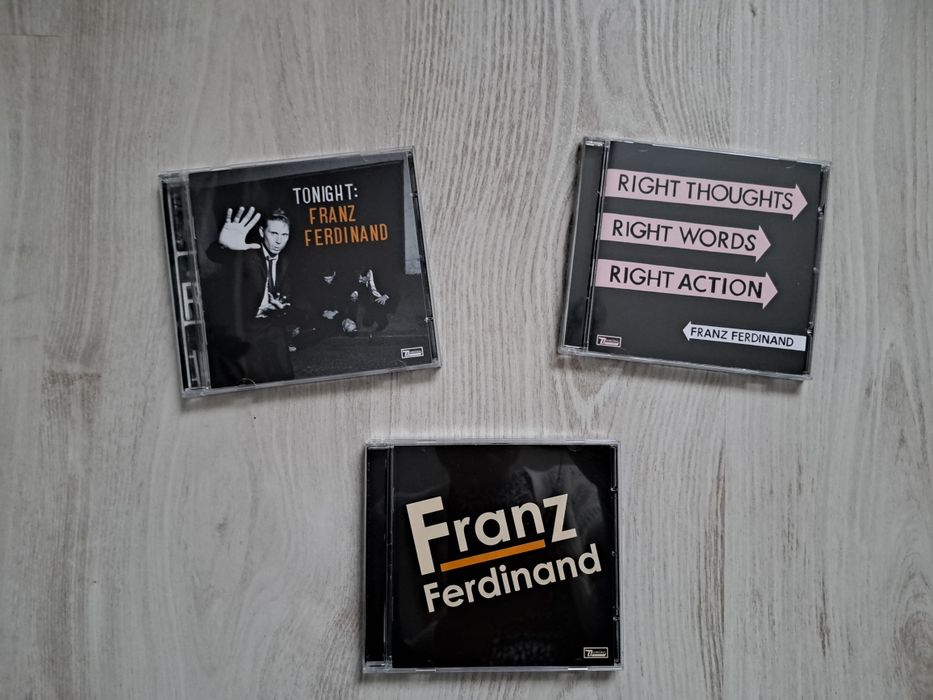 TONIGHT:
FRANZ
FERDINAND
RIGHT THOUGHTS
RIGHT WORDS
RIGHT ACTION
FRANZ FERDINAND
Franz
Ferdinand